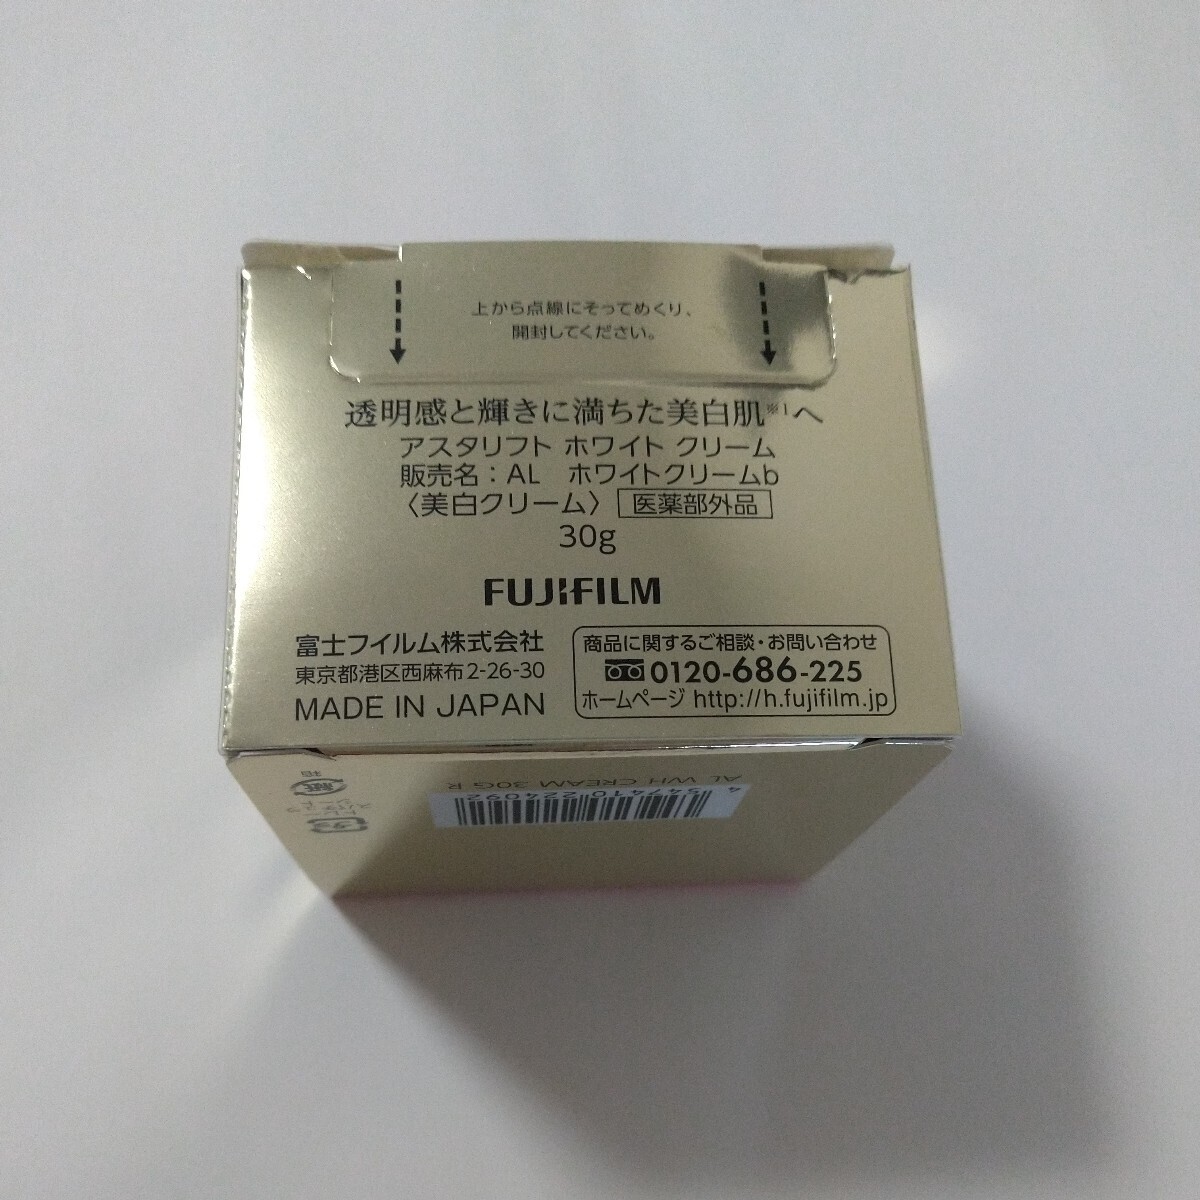 上から点線にそってめくり、
開封してください。
透明感と輝きに満ちた美白肌※1へ
アスタリフト ホワイト クリーム
販売名：AL ホワイトクリームb
〈美白クリーム〉 医薬部外品
30g
FUJIFILM
富士フイルム株式会社
東京都港区西麻布2-26-30
MADE IN JAPAN
商品に関するご相談・お問い合わせ
0120-686-225
ホームページ http://h.fujifilm.jp
AL WH CREAM 30G R
4547410224092
箱
紙